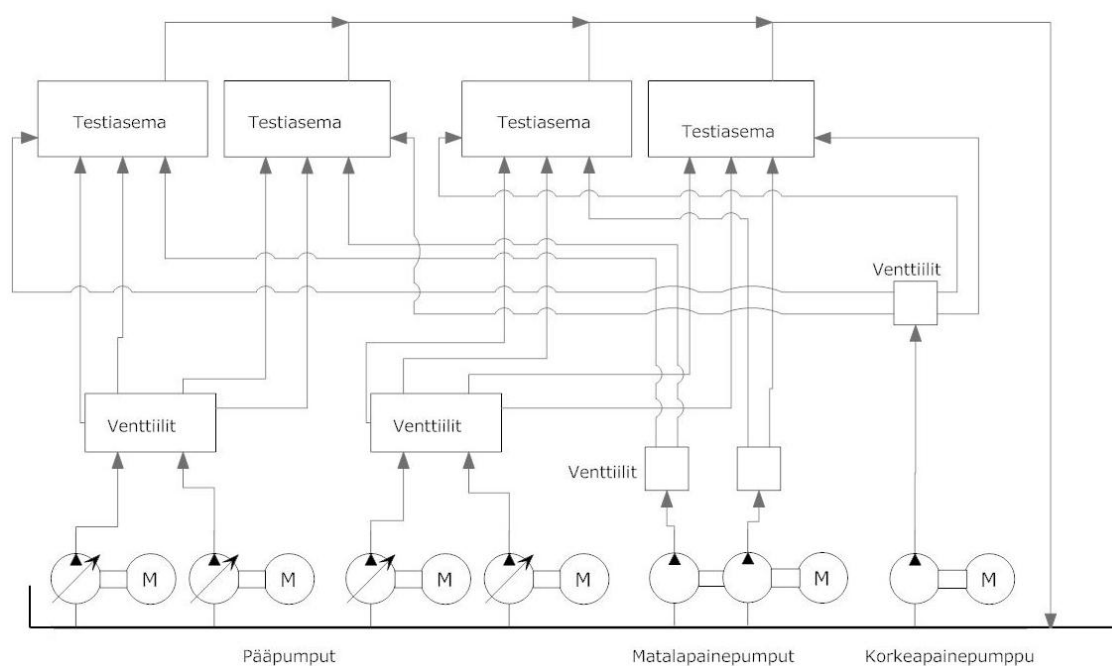 Testiasema
Testiasema
Testiasema
Testiasema
Venttiilit
Venttiilit
Venttiilit
Venttiilit
M
M
M
M
M
M
Pääpumput
Matalapainepumput
Korkeapainepumppu